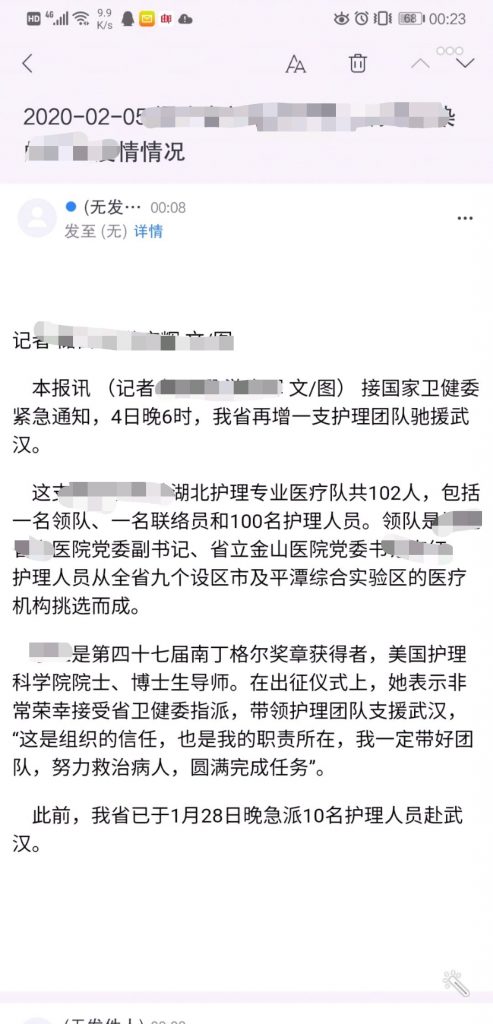 HD 4G 9.9 K/s 68 00:23
2020-02-05 染
情情况
(无发… 00:08
发至 (无) 详情
记者 文/图
本报讯 (记者 文/图) 接国家卫健委
紧急通知，4日晚6时，我省再增一支护理团队驰援武
汉。
这支 湖北护理专业医疗队共102人，包括
一名领队、一名联络员和100名护理人员。领队是
医院党委副书记、省立金山医院党委书
护理人员从全省九个设区市及平潭综合实验区的医疗
机构挑选而成。
是第四十七届南丁格尔奖章获得者，美国护理
科学院院士、博士生导师。在出征仪式上，她表示非
常荣幸接受省卫健委指派，带领护理团队支援武汉，
“这是组织的信任，也是我的职责所在，我一定带好团
队，努力救治病人，圆满完成任务”。
此前，我省已于1月28日晚急派10名护理人员赴武
汉。